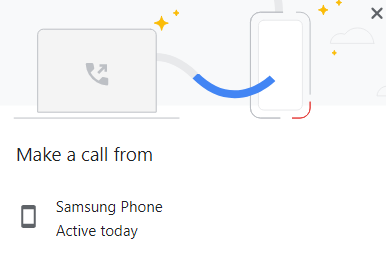 Make a call from
Samsung Phone
Active today